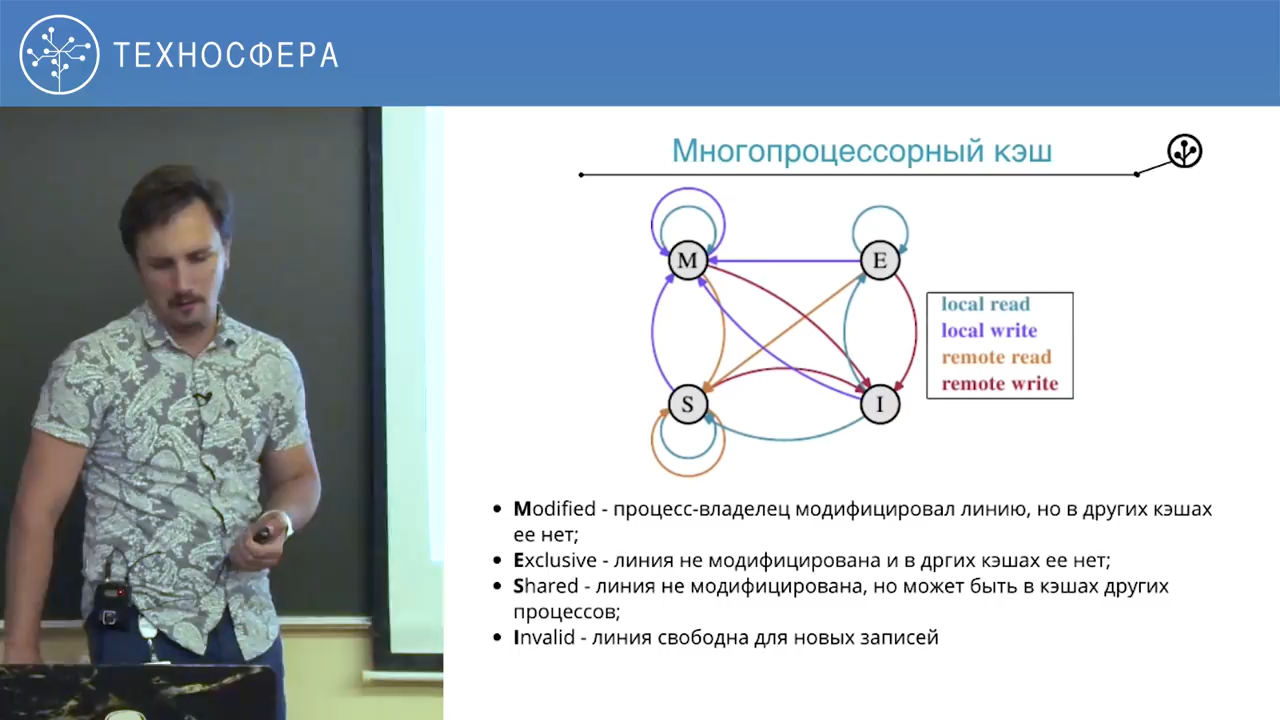 ТЕХНОСФЕРА
Многопроцессорный кэш
M
E
S
I
local read
local write
remote read
remote write
Modified - процесс-владелец модифицировал линию, но в других кэшах
ее нет;
Exclusive - линия не модифицирована и в дргих кэшах ее нет;
Shared - линия не модифицирована, но может быть в кэшах других
процессов;
Invalid - линия свободна для новых записей